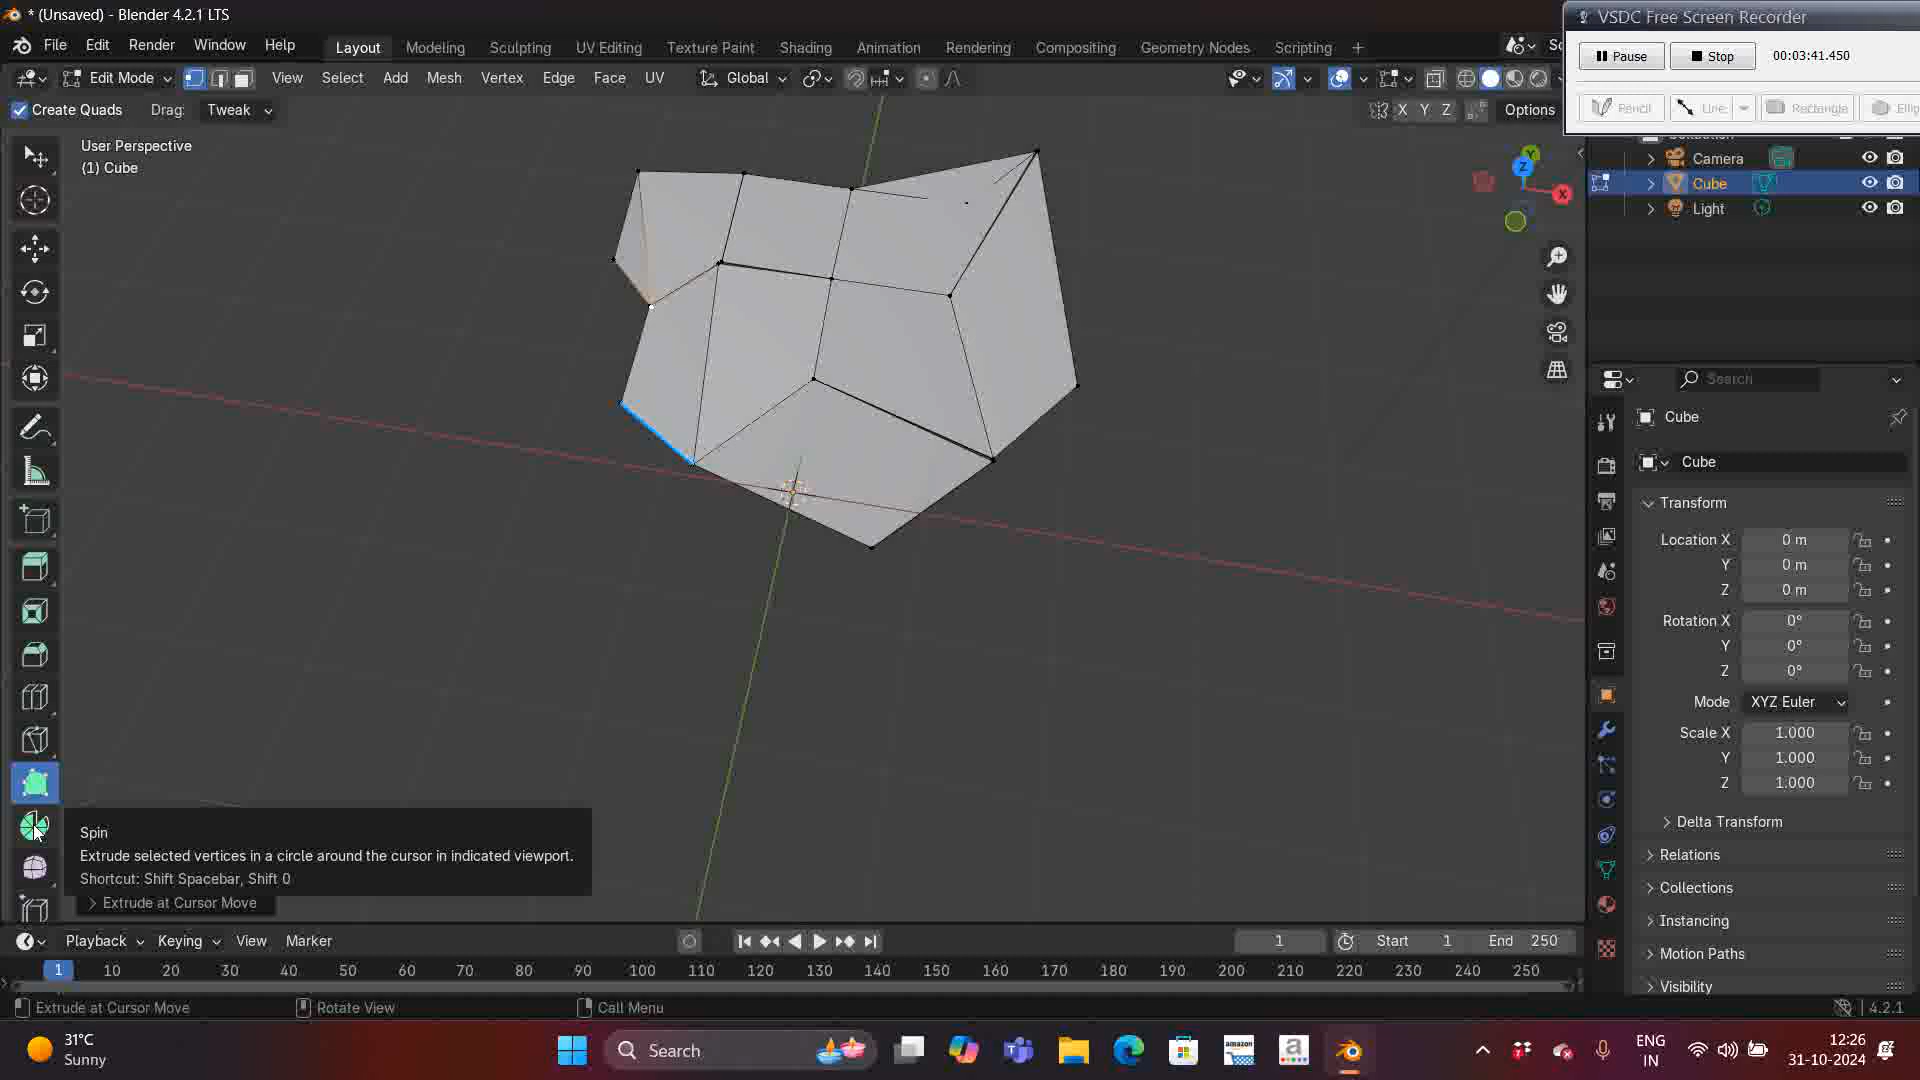 * (Unsaved) - Blender 4.2.1 LTS
VSDC Free Screen Recorder
File Edit Render Window Help
Layout Modeling Sculpting UV Editing Texture Paint Shading Animation Rendering Compositing Geometry Nodes Scripting +
Pause Stop 00:03:41.450
Edit Mode View Select Add Mesh Vertex Edge Face UV Global
Pencil Line Rectangle
Create Quads Drag: Tweak
X Y Z Options
User Perspective
(1) Cube
Camera
Cube
Light
Z
Y
X
Search
Cube
Cube
Transform
Location X 0 m
Y 0 m
Z 0 m
Rotation X 0°
Y 0°
Z 0°
Mode XYZ Euler
Scale X 1.000
Y 1.000
Z 1.000
Delta Transform
Relations
Collections
Instancing
Motion Paths
Visibility
Spin
Extrude selected vertices in a circle around the cursor in indicated viewport.
Shortcut: Shift Spacebar, Shift 0
Extrude at Cursor Move
Playback Keying View Marker
1 Start 1 End 250
1 10 20 30 40 50 60 70 80 90 100 110 120 130 140 150 160 170 180 190 200 210 220 230 240 250
Extrude at Cursor Move Rotate View Call Menu
4.2.1
31°C
Sunny
Search
amazon
a
ENG
IN
12:26
31-10-2024